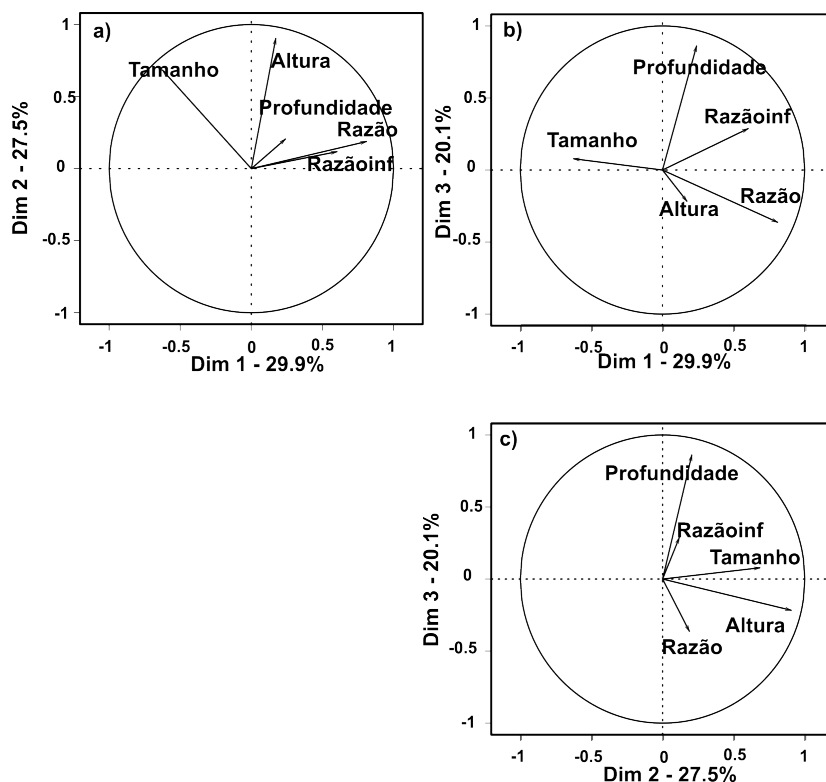 a)
1
0.5
0
-0.5
-1
Dim 2 - 27.5%
Tamanho
Altura
Profundidade
Razão
Razãoinf
-1
-0.5
0
0.5
1
Dim 1 - 29.9%
b)
1
0.5
0
-0.5
-1
Dim 3 - 20.1%
Profundidade
Razãoinf
Tamanho
Razão
Altura
-1
-0.5
0
0.5
1
Dim 1 - 29.9%
c)
1
0.5
0
-0.5
-1
Dim 3 - 20.1%
Profundidade
Razãoinf
Tamanho
Altura
Razão
-1
-0.5
0
0.5
1
Dim 2 - 27.5%